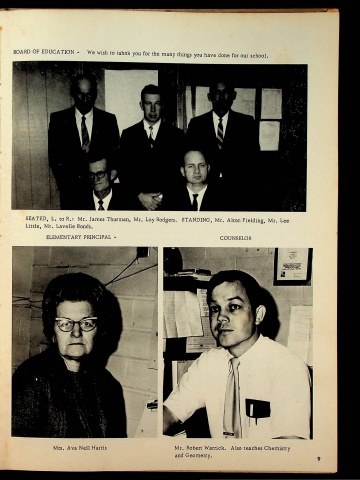 BOARD OF EDUCATION - We wish to tahnk you for the many things you have done for our school.
SEATED, L. to R.: Mr. James Thurman, Mr. Loy Rodgers. STANDING, Mr. Alton Fielding, Mr. Lee
Little, Mr. Lavelle Bonds.
ELEMENTARY PRINCIPAL -
COUNSELOR
Mrs. Ava Nell Harris
Mr. Robert Warrick. Also teaches Chemistry
and Geometry.
9